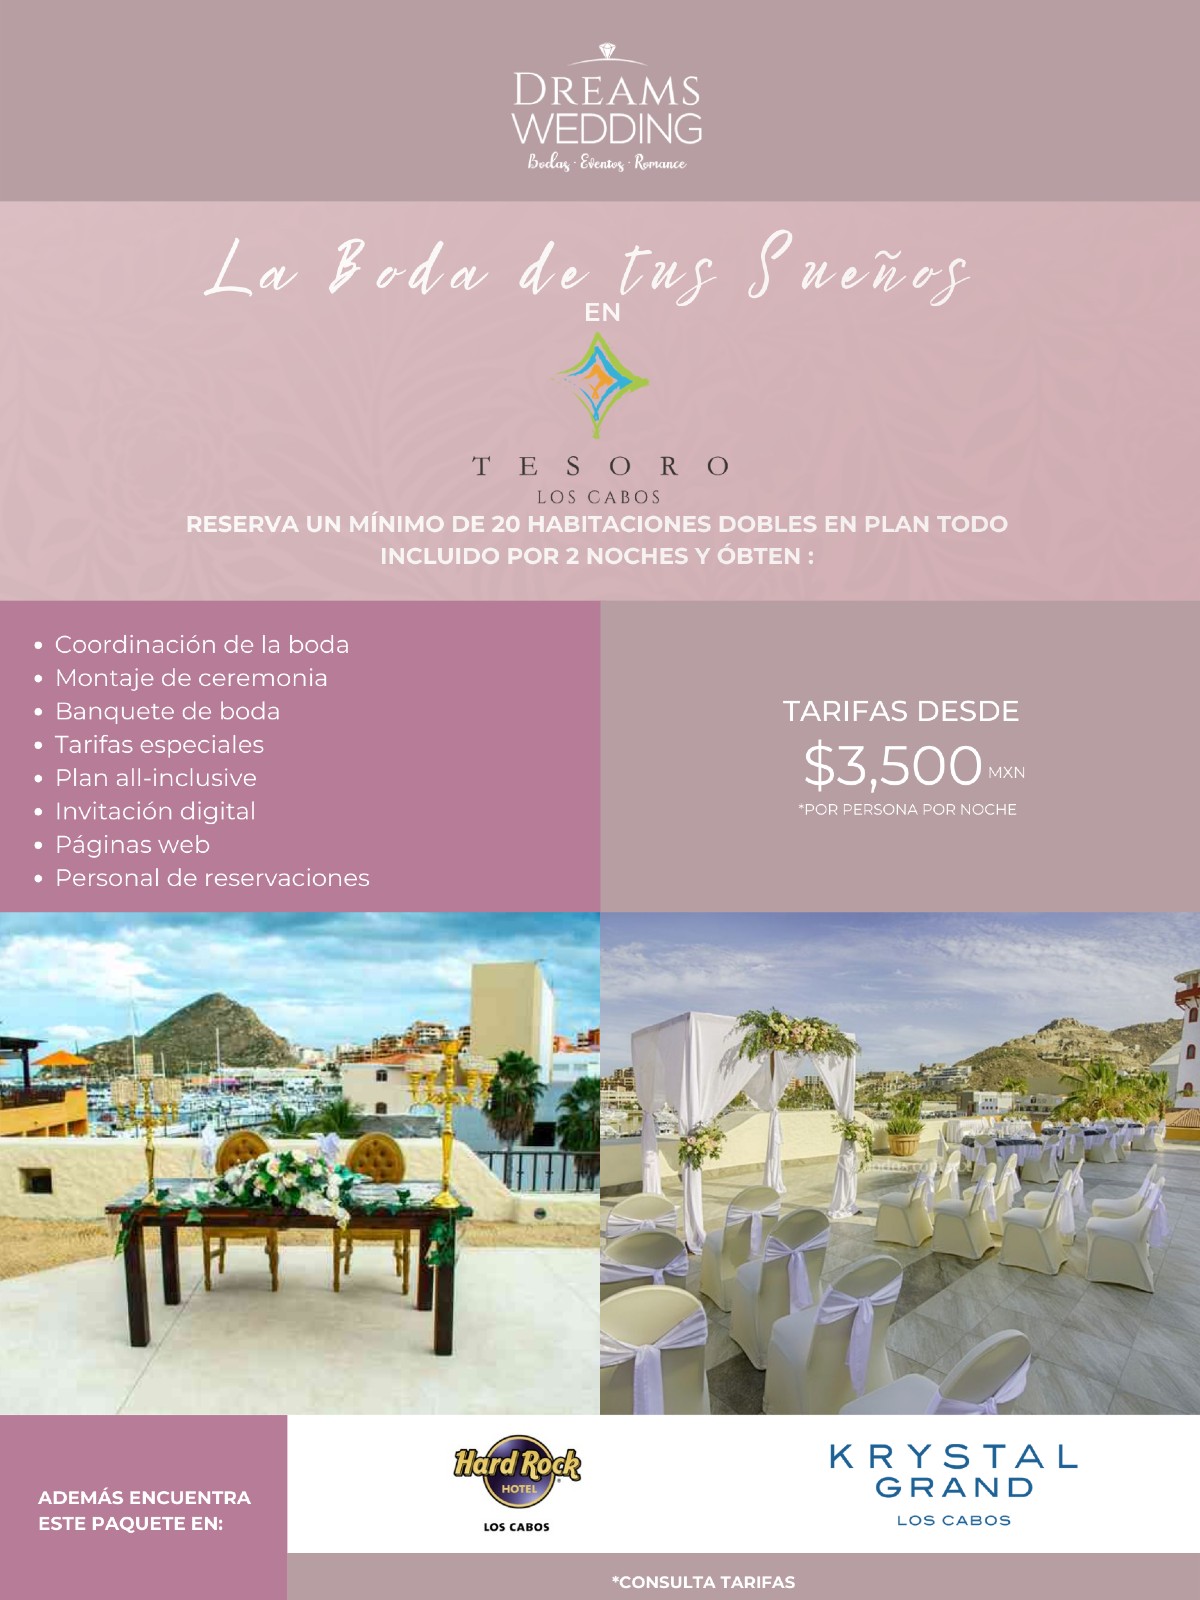 DREAMS
WEDDING
Bodas · Eventos · Romance
La Boda de tus Sueños
EN
TESORO
LOS CABOS
RESERVA UN MÍNIMO DE 20 HABITACIONES DOBLES EN PLAN TODO
INCLUIDO POR 2 NOCHES Y ÓBTEN :
• Coordinación de la boda
• Montaje de ceremonia
• Banquete de boda
• Tarifas especiales
• Plan all-inclusive
• Invitación digital
• Páginas web
• Personal de reservaciones
TARIFAS DESDE
$3,500 MXN
*POR PERSONA POR NOCHE
ADEMÁS ENCUENTRA
ESTE PAQUETE EN:
Hard Rock
HOTEL
LOS CABOS
KRYSTAL
GRAND
LOS CABOS
*CONSULTA TARIFAS